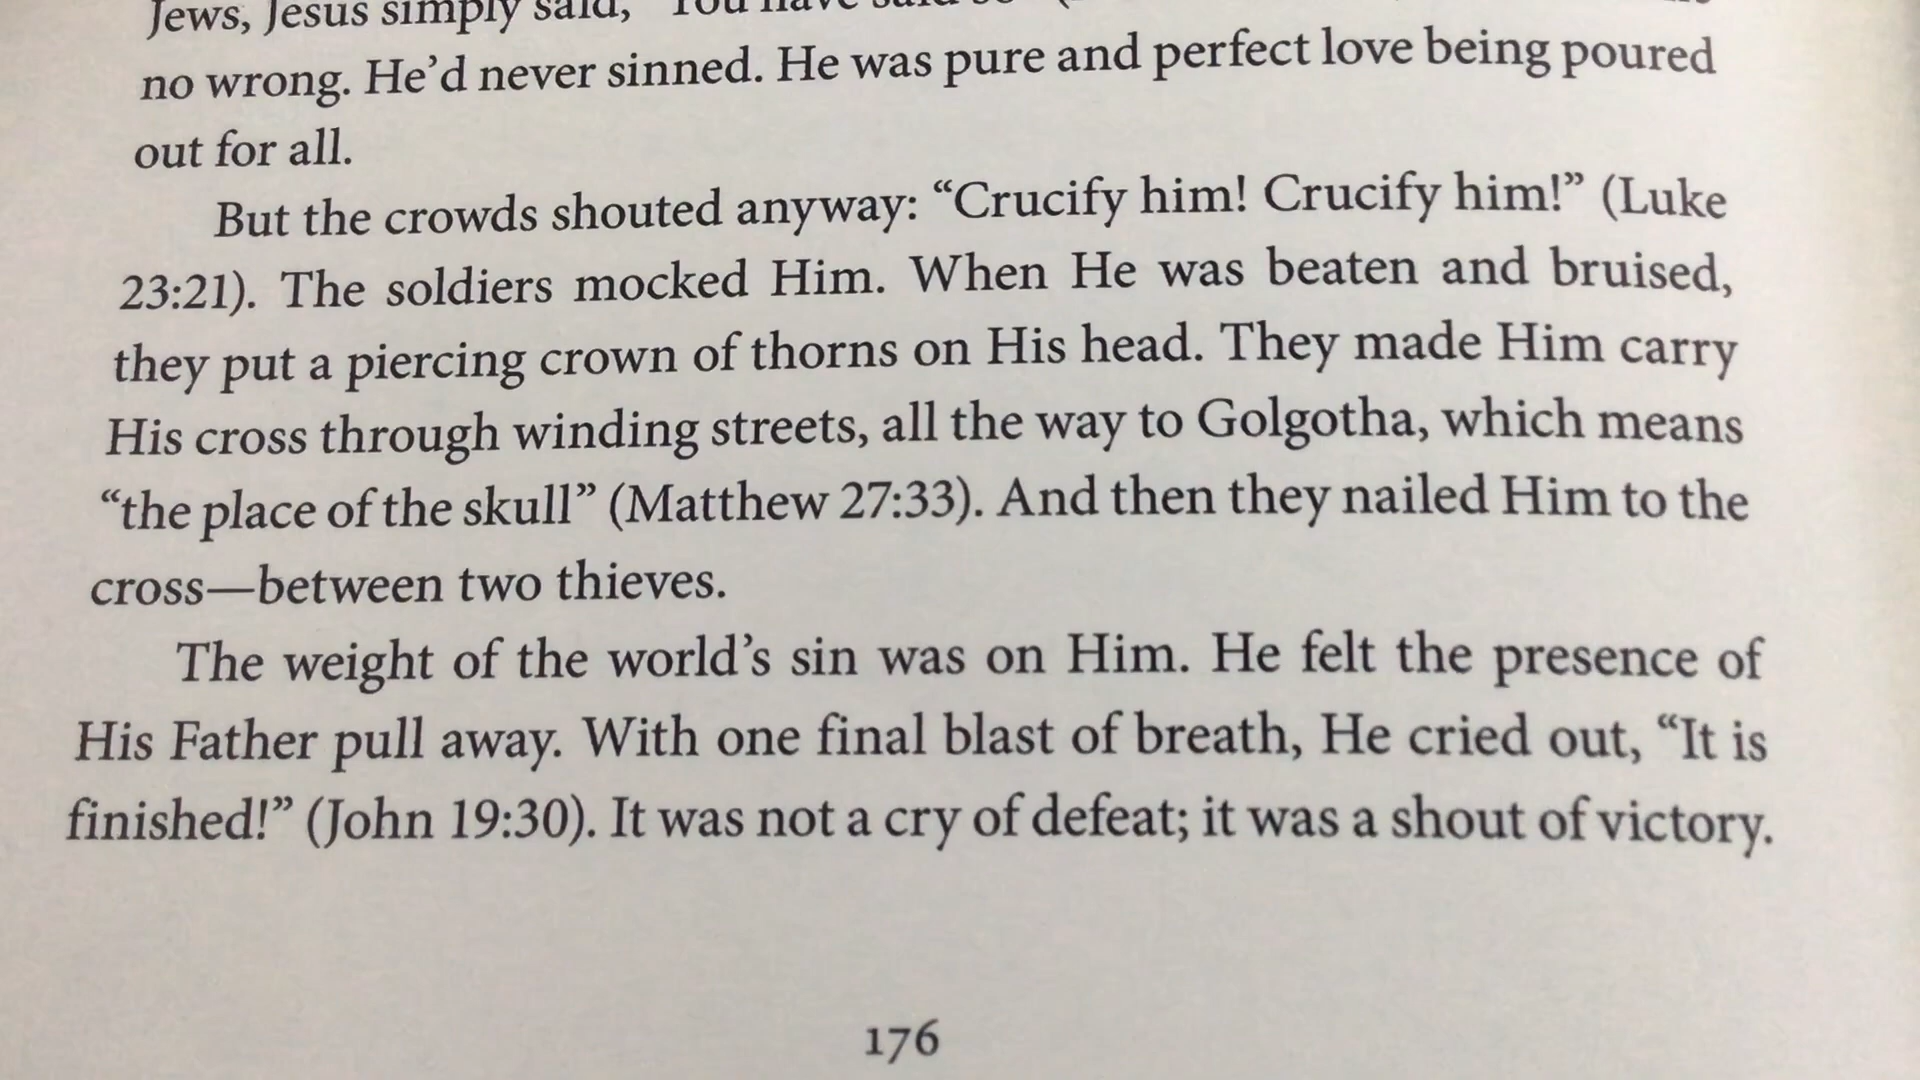 Jews, Jesus simply said, “You have said so” (
no wrong. He’d never sinned. He was pure and perfect love being poured
out for all.
But the crowds shouted anyway: “Crucify him! Crucify him!” (Luke
23:21). The soldiers mocked Him. When He was beaten and bruised,
they put a piercing crown of thorns on His head. They made Him carry
His cross through winding streets, all the way to Golgotha, which means
“the place of the skull” (Matthew 27:33). And then they nailed Him to the
cross—between two thieves.
The weight of the world’s sin was on Him. He felt the presence of
His Father pull away. With one final blast of breath, He cried out, “It is
finished!” (John 19:30). It was not a cry of defeat; it was a shout of victory.
176